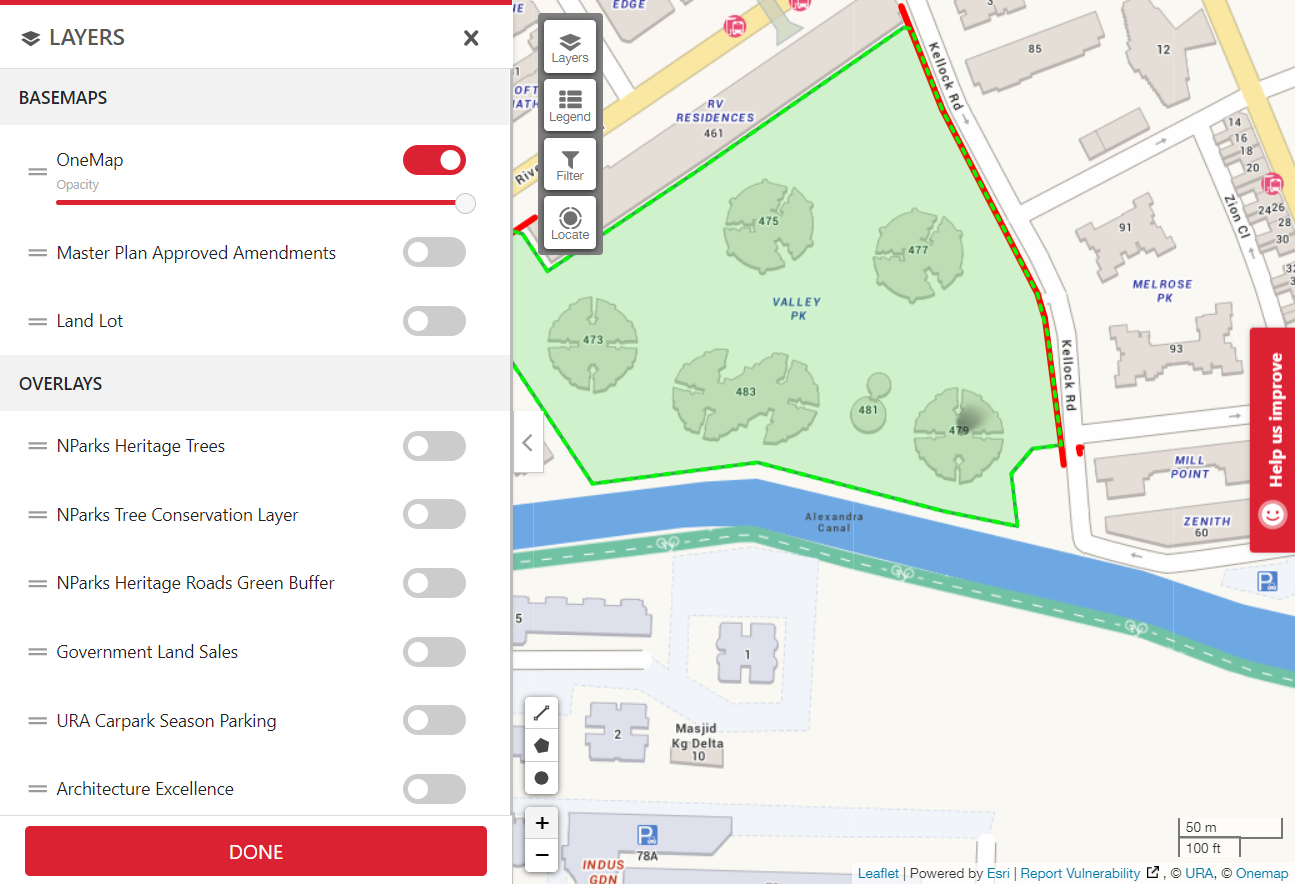 LAYERS
BASEMAPS
OneMap
Opacity
Master Plan Approved Amendments
Land Lot
OVERLAYS
NParks Heritage Trees
NParks Tree Conservation Layer
NParks Heritage Roads Green Buffer
Government Land Sales
URA Carpark Season Parking
Architecture Excellence
DONE
Layers
Legend
Filter
Locate
EDGE
RV
RESIDENCES
461
Kellock Rd
85
12
3
14
16
18
20
24
26
28
30
Zion Cl
91
MELROSE
PK
93
475
477
VALLEY
PK
473
483
481
479
Kellock Rd
MILL
POINT
ZENITH
60
Help us improve
Alexandra
Canal
5
1
2
Masjid
Kg Delta
10
P
P
78A
INDUS
GDN
+
−
50 m
100 ft
Leaflet | Powered by Esri | Report Vulnerability , © URA, © Onemap